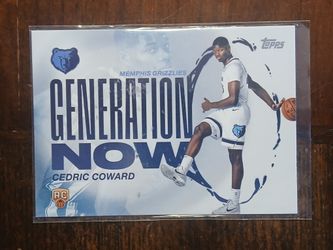 topps
MEMPHIS GRIZZLIES
GENERATION
NOW
CEDRIC COWARD
RC